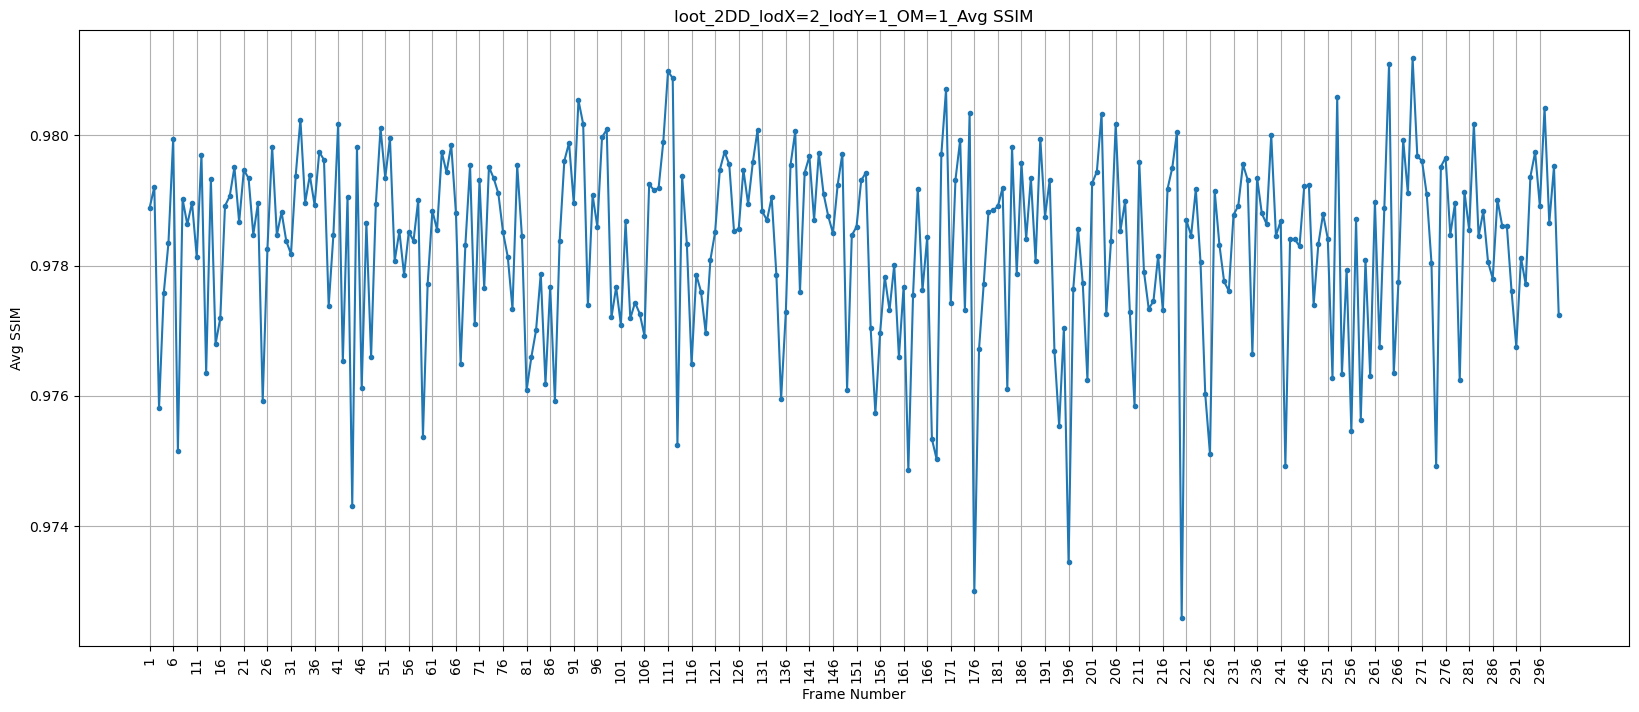 loot_2DD_lodX=2_lodY=1_OM=1_Avg SSIM
0.980
0.978
0.976
0.974
Avg SSIM
1 6 11 16 21 26 31 36 41 46 51 56 61 66 71 76 81 86 91 96 101 106 111 116 121 126 131 136 141 146 151 156 161 166 171 176 181 186 191 196 201 206 211 216 221 226 231 236 241 246 251 256 261 266 271 276 281 286 291 296
Frame Number